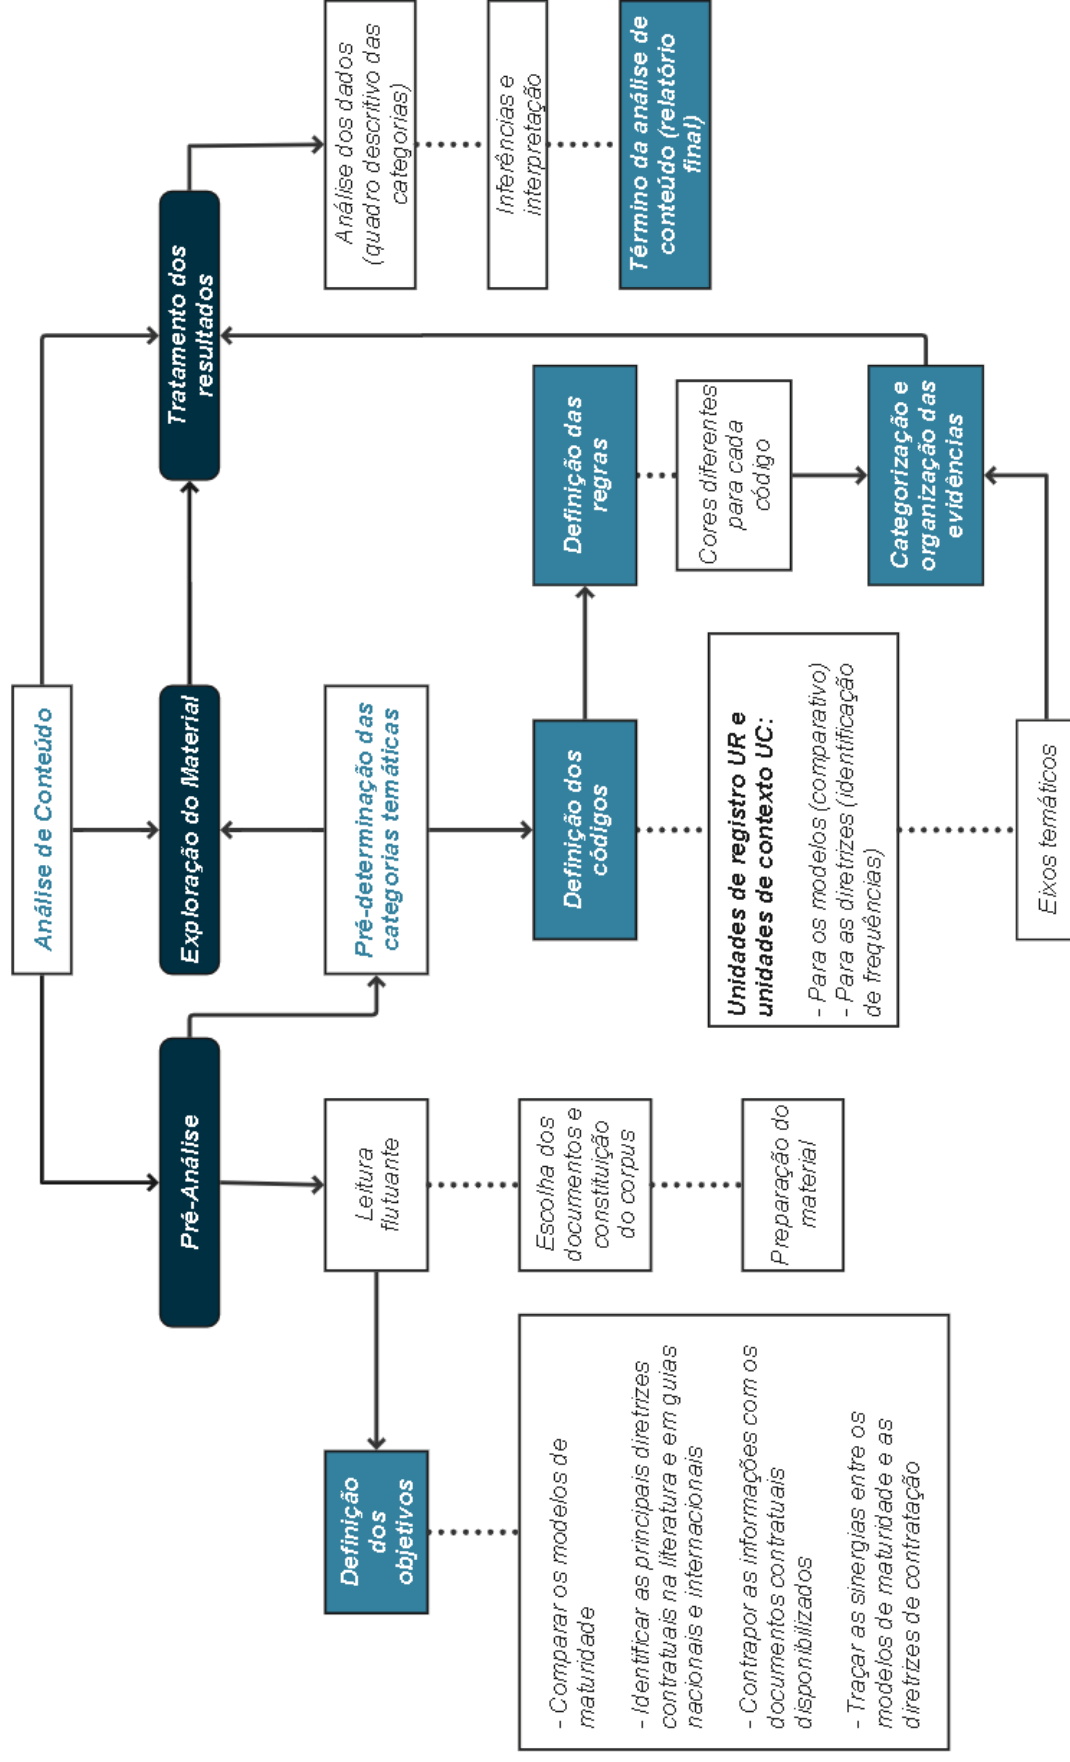 Análise de Conteúdo
Pré-Análise
Exploração do Material
Tratamento dos
resultados
Definição
dos
objetivos
Leitura
flutuante
Pré-determinação das
categorias temáticas
Análise dos dados
(quadro descritivo das
categorias)
- Comparar os modelos de
maturidade
- Identificar as principais diretrizes
contratuais na literatura e em guias
nacionais e internacionais
- Contrapor as informações com os
documentos contratuais
disponibilizados
- Traçar as sinergias entre os
modelos de maturidade e as
diretrizes de contratação
Escolha dos
documentos e
constituição
do corpus
Preparação do
material
Definição dos
códigos
Definição das
regras
Inferências e
interpretação
Unidades de registro UR e
unidades de contexto UC:
- Para os modelos (comparativo)
- Para as diretrizes (identificação
de frequências)
Cores diferentes
para cada
código
Término da análise de
conteúdo (relatório
final)
Categorização e
organização das
evidências
Eixos temáticos